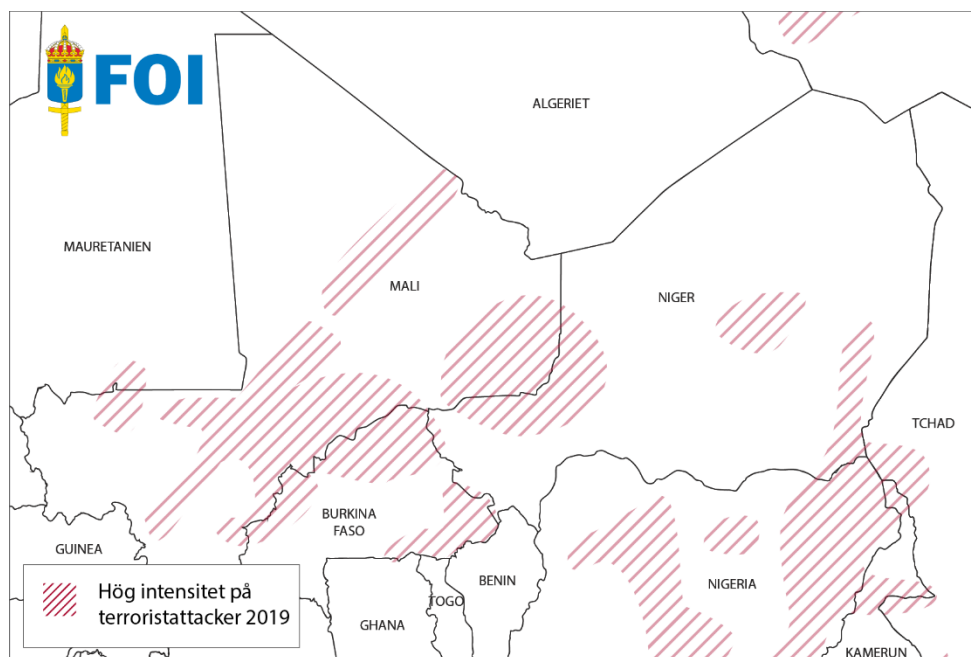 FOI
ALGERIET
MAURETANIEN
MALI
NIGER
TCHAD
BURKINA
FASO
GUINEA
BENIN
NIGERIA
TOGO
GHANA
KAMERUN
Hög intensitet på
terroristattacker 2019